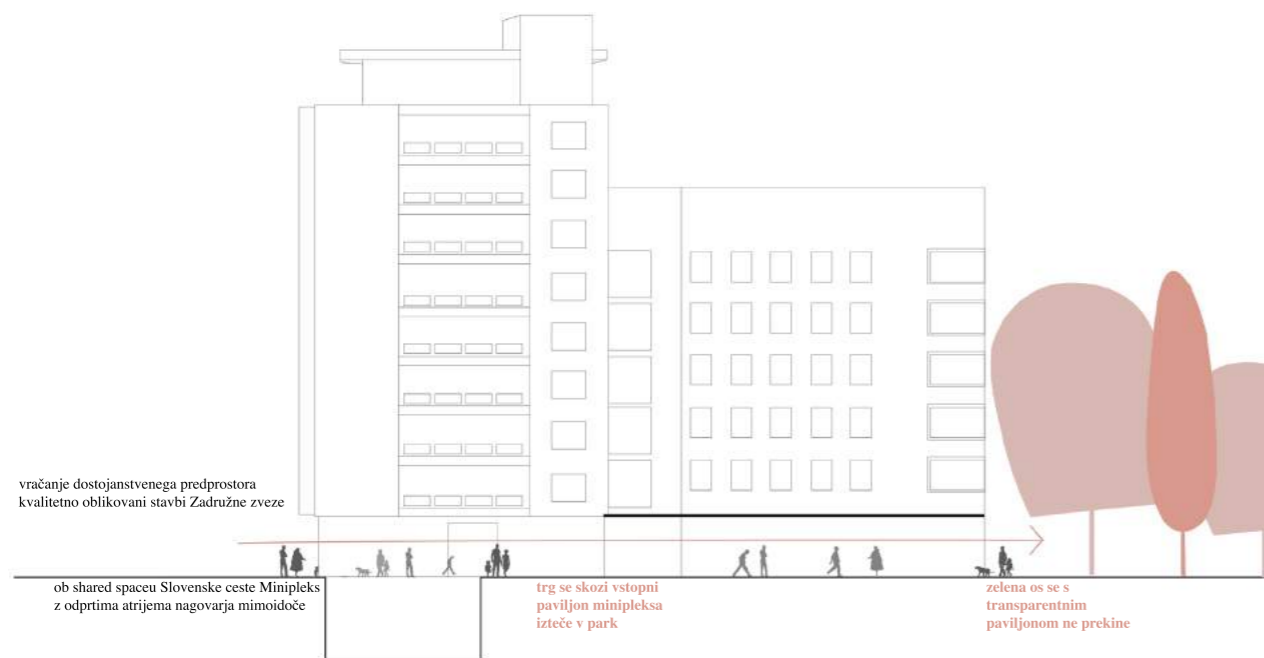 vračanje dostojanstvenega predprostora
kvalitetno oblikovani stavbi Zadružne zveze
ob shared spaceu Slovenske ceste Minipleks
z odprtima atrijema nagovarja mimoidoče
trg se skozi vstopni
paviljon minipleksa
izteče v park
zelena os se s
transparentnim
paviljonom ne prekine